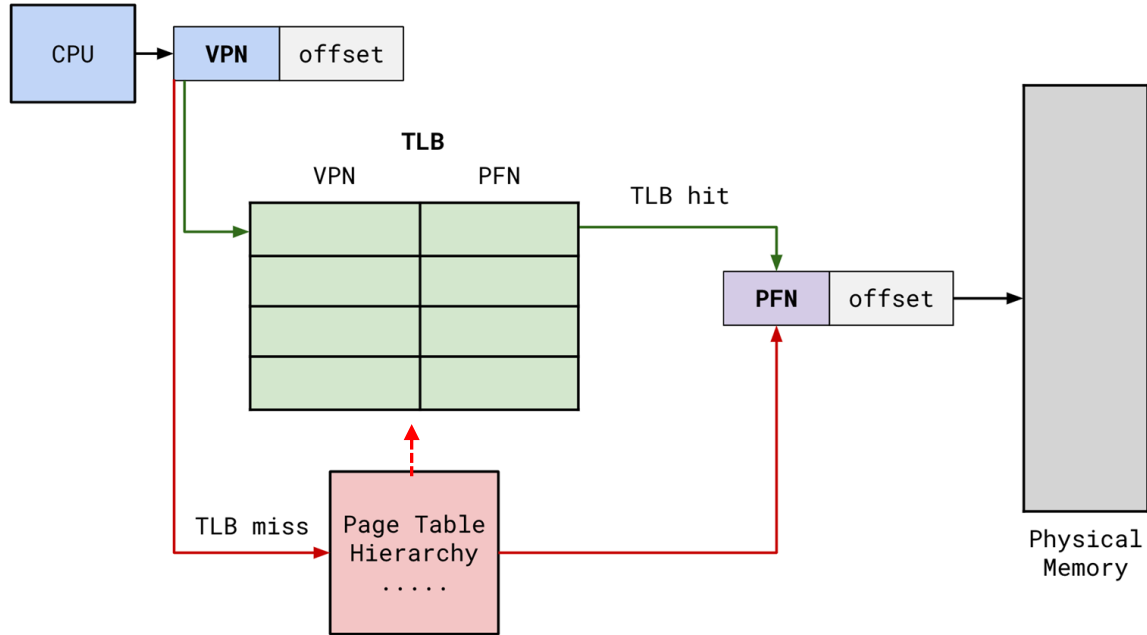 CPU
VPN offset
TLB
VPN PFN
TLB hit
PFN offset
TLB miss
Page Table
Hierarchy
.....
Physical
Memory